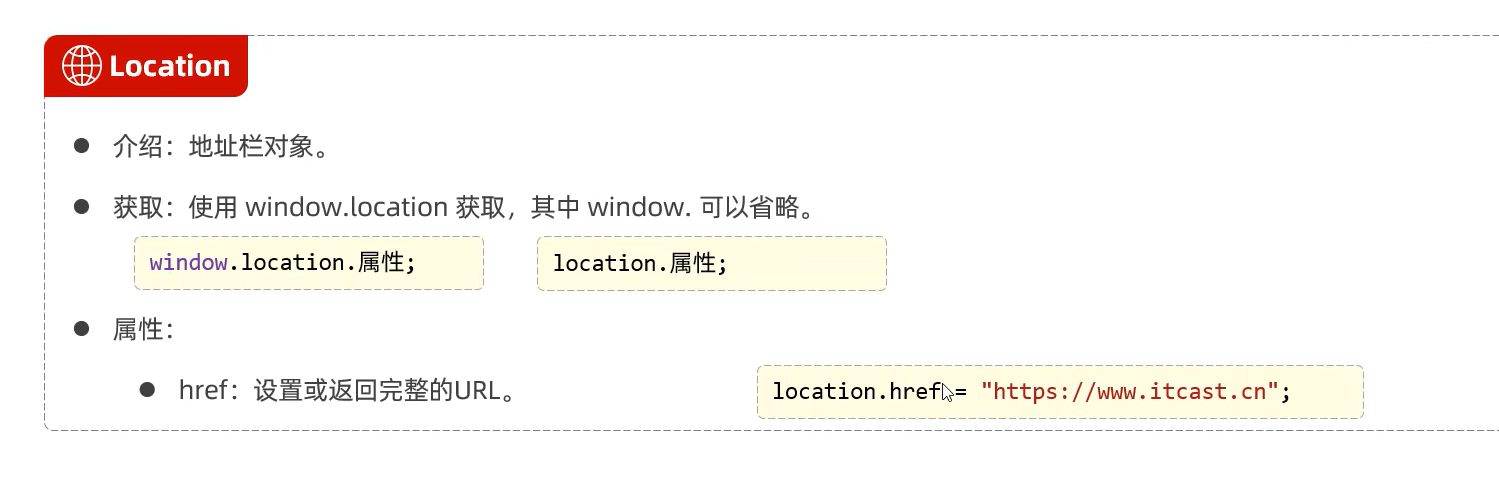 Location
介绍：地址栏对象。
获取：使用 window.location 获取，其中 window. 可以省略。
window.location.属性;
location.属性;
属性：
href：设置或返回完整的URL。
location.href = "https://www.itcast.cn";